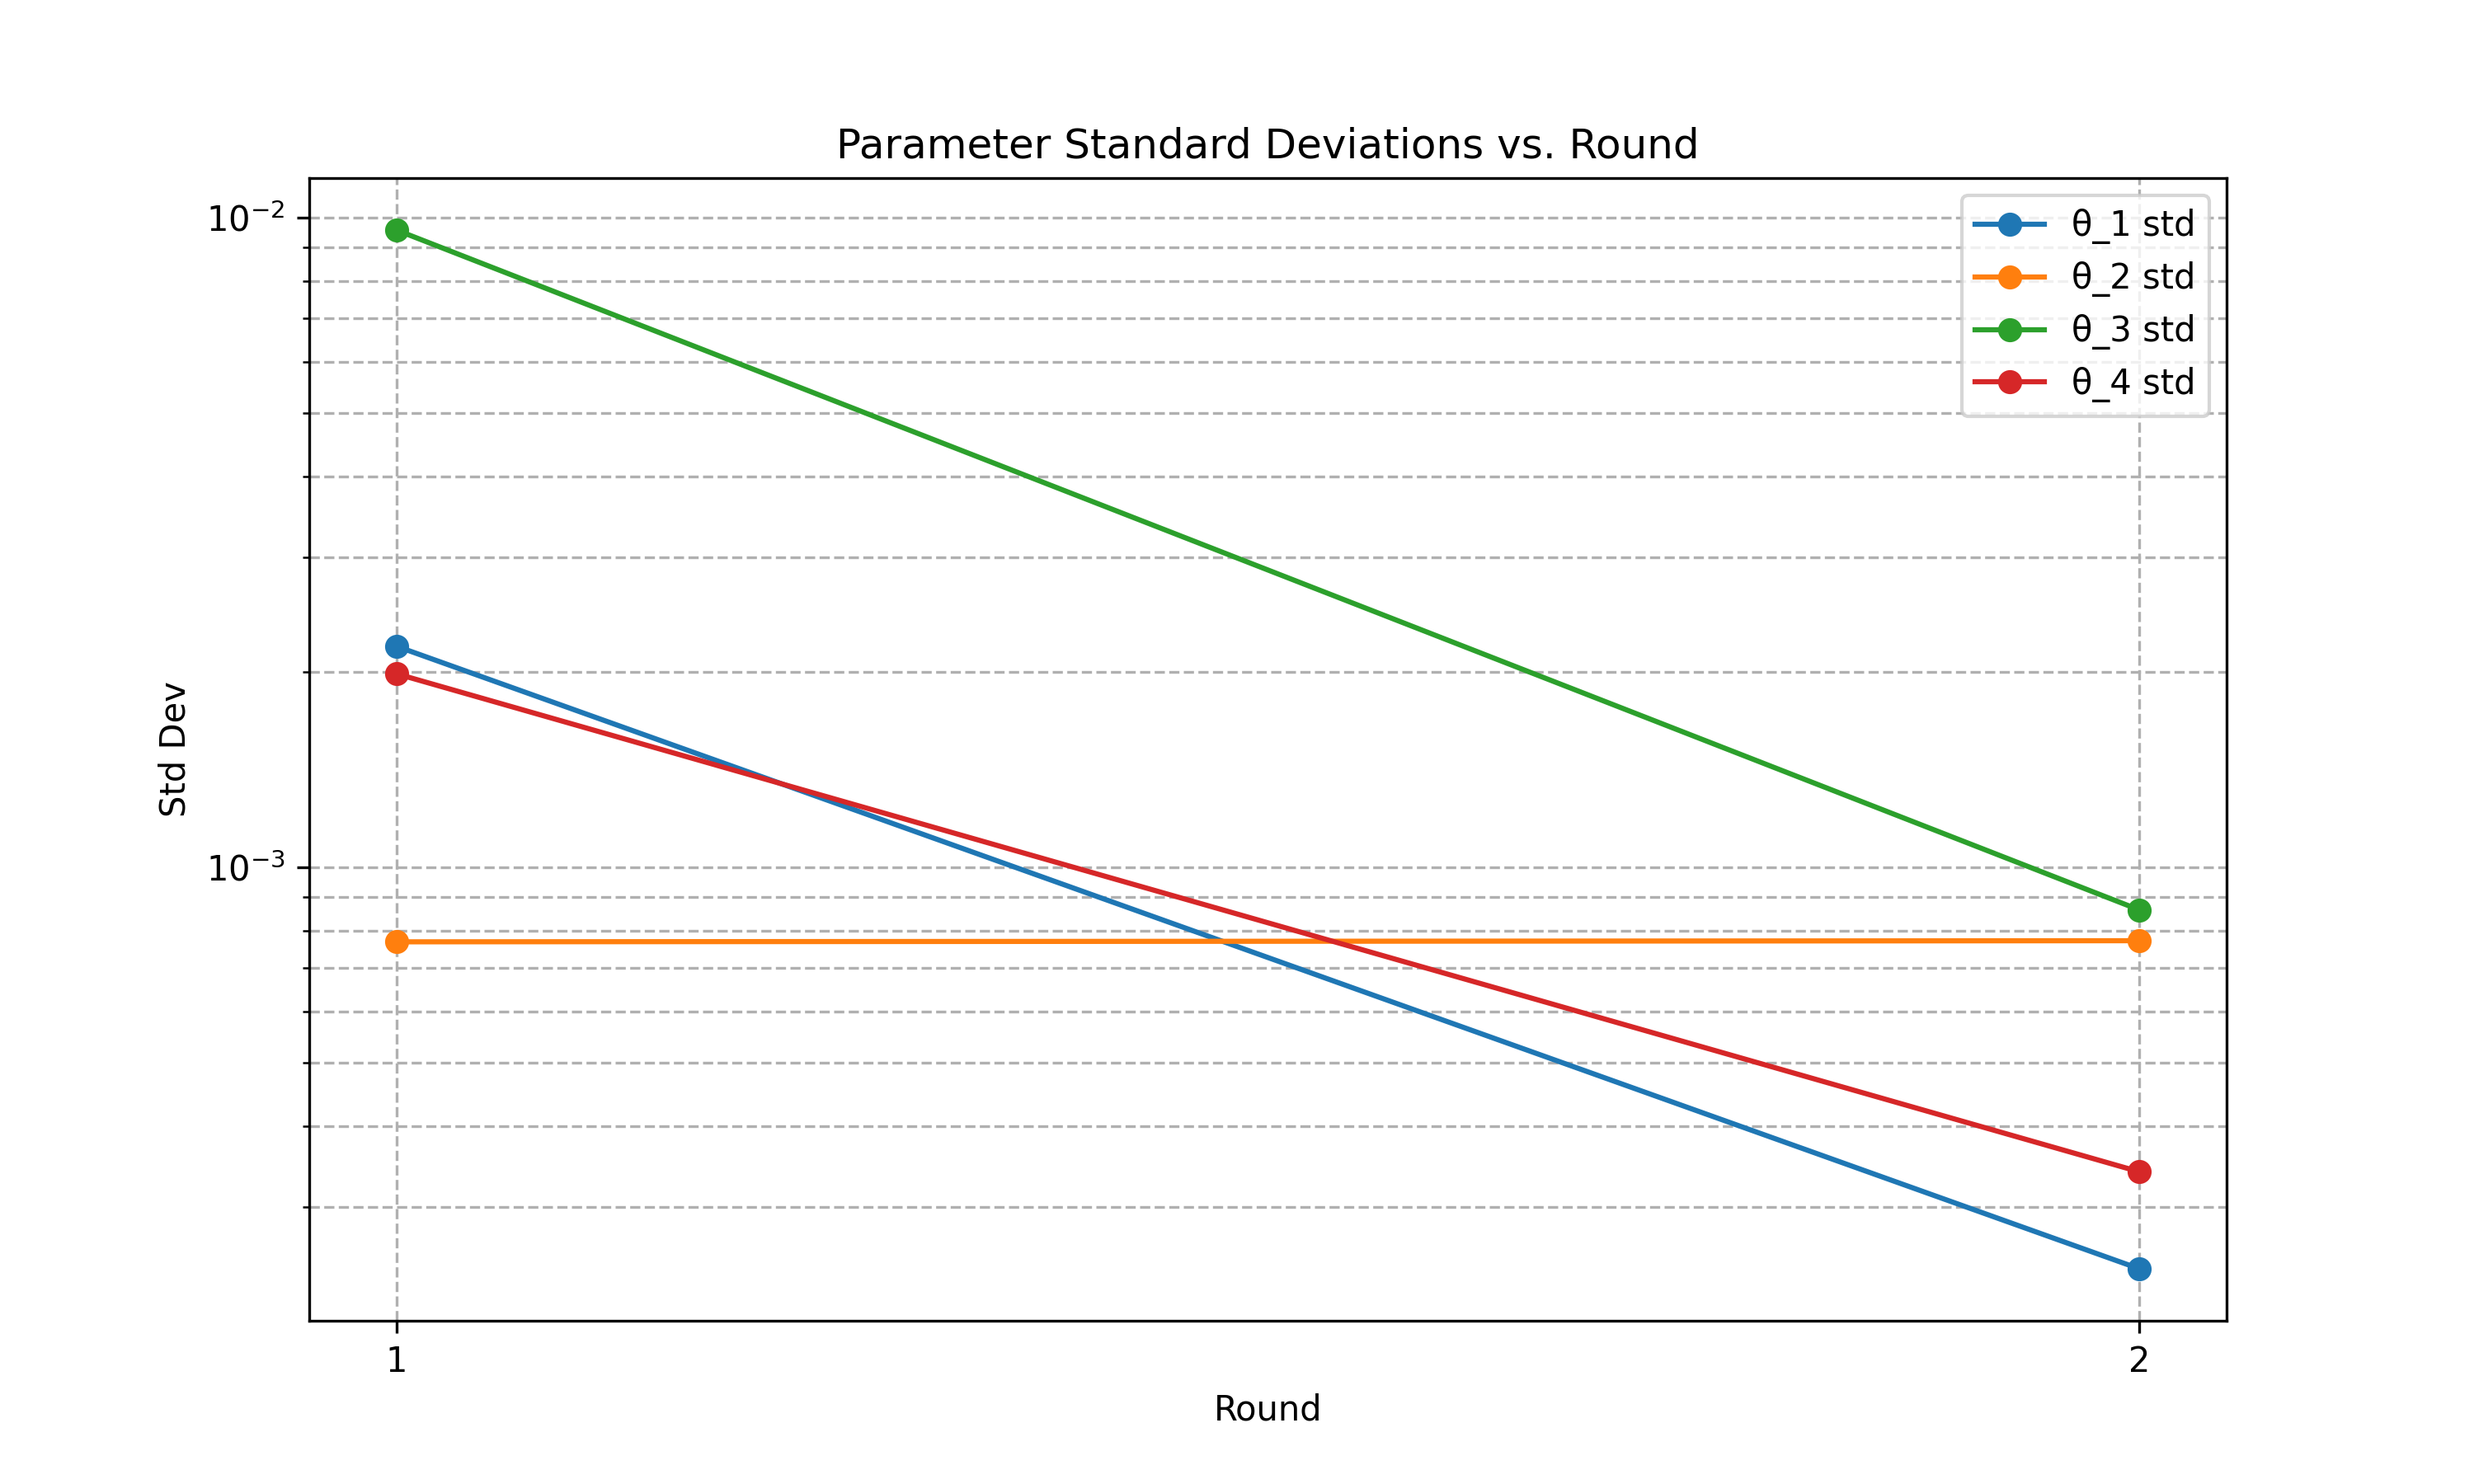 Parameter Standard Deviations vs. Round
10⁻²
10⁻³
Std Dev
θ_1 std
θ_2 std
θ_3 std
θ_4 std
1
2
Round